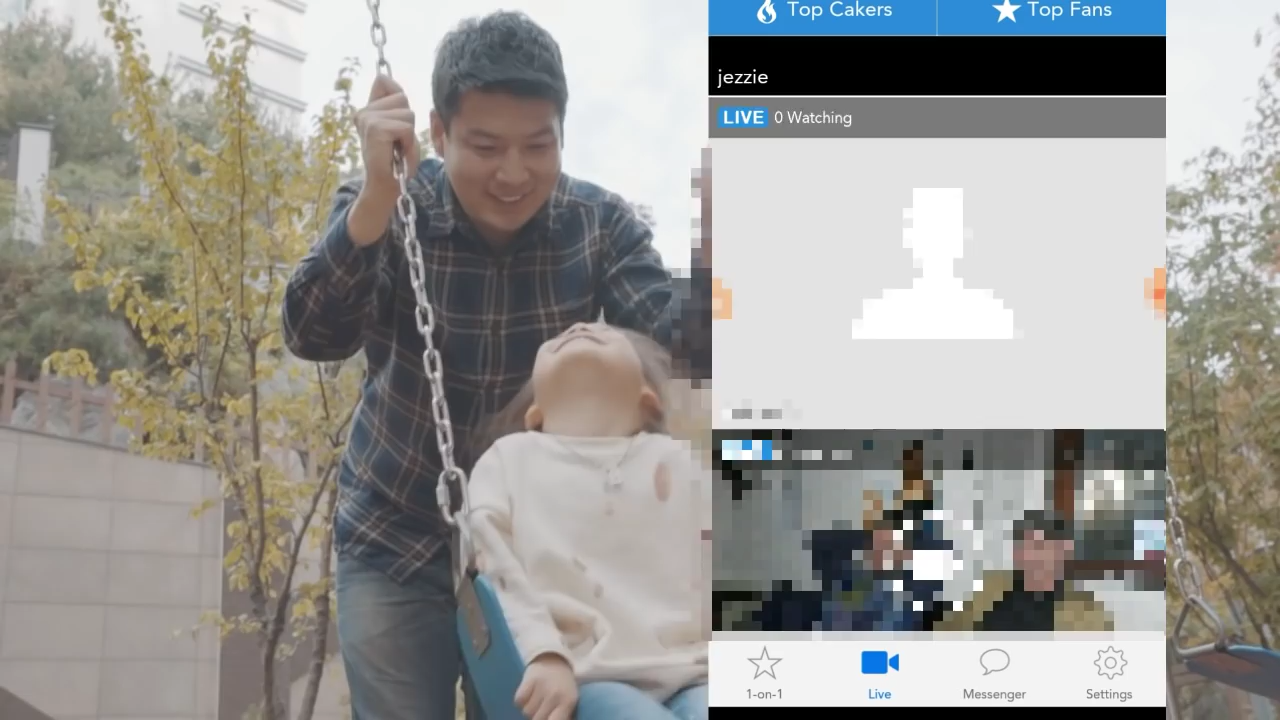 Top Cakers
Top Fans
jezzie
LIVE 0 Watching
1-on-1
Live
Messenger
Settings